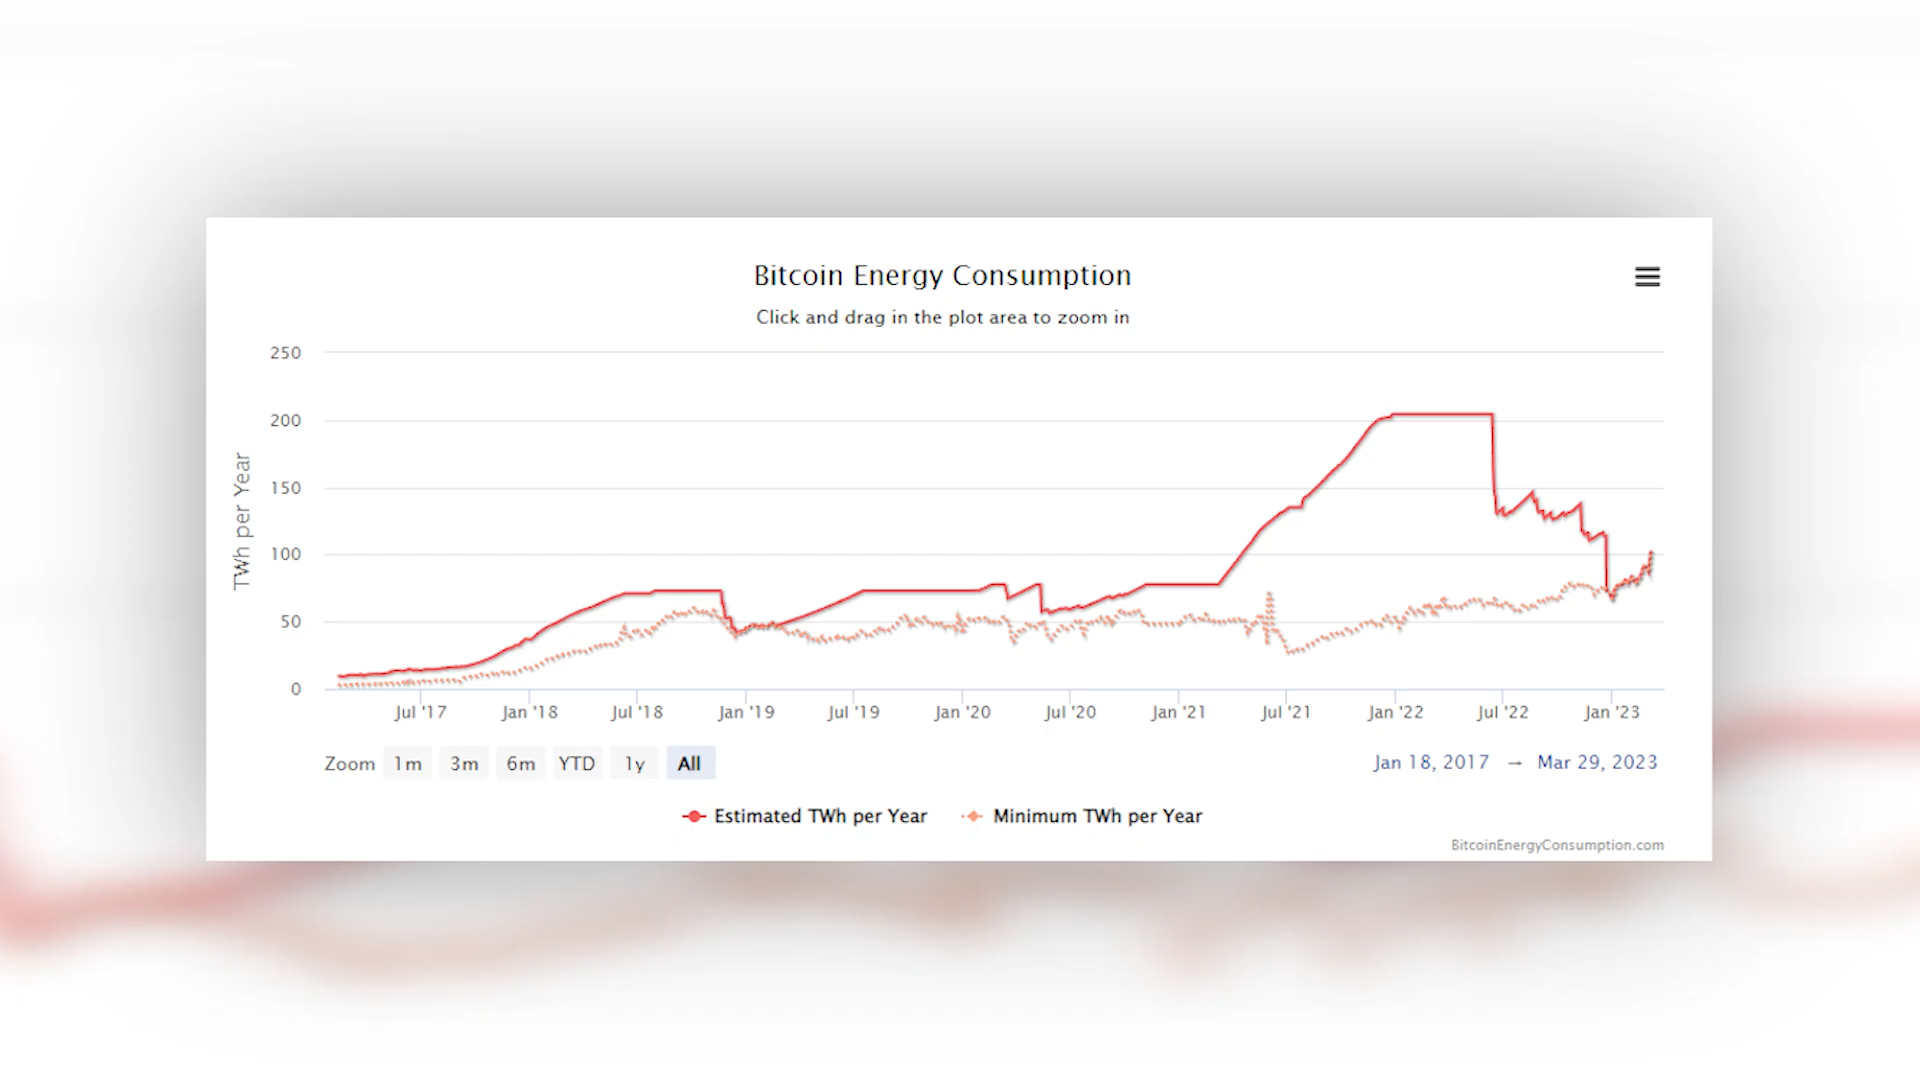 Bitcoin Energy Consumption
Click and drag in the plot area to zoom in
TWh per Year
250
200
150
100
50
0
Jul '17 Jan '18 Jul '18 Jan '19 Jul '19 Jan '20 Jul '20 Jan '21 Jul '21 Jan '22 Jul '22 Jan '23
Zoom 1m 3m 6m YTD 1y All Jan 18, 2017 → Mar 29, 2023
Estimated TWh per Year Minimum TWh per Year
BitcoinEnergyConsumption.com